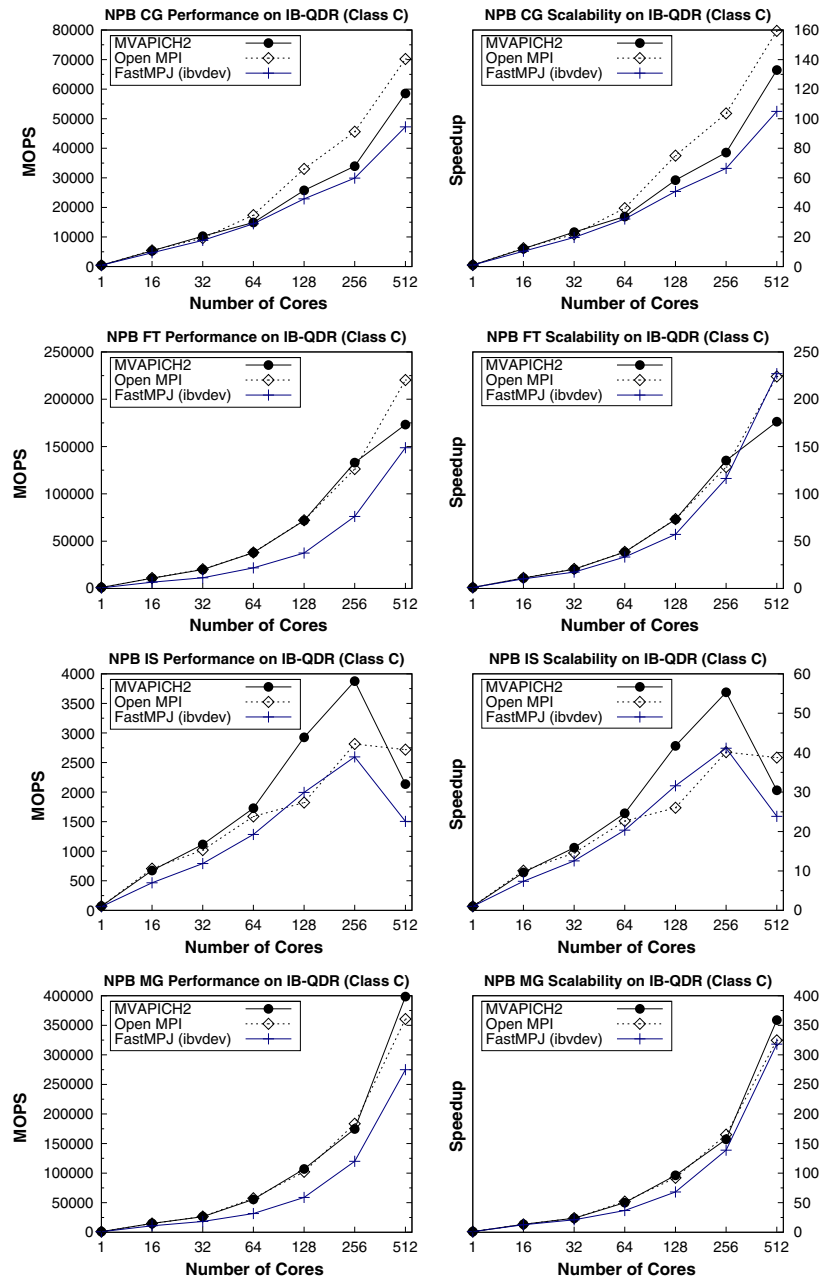 NPB CG Performance on IB-QDR (Class C)
80000
70000
60000
50000
40000
30000
20000
10000
0
MOPS
MVAPICH2
Open MPI
FastMPJ (ibvdev)
1 16 32 64 128 256 512
Number of Cores
NPB CG Scalability on IB-QDR (Class C)
Speedup
MVAPICH2
Open MPI
FastMPJ (ibvdev)
160
140
120
100
80
60
40
20
0
1 16 32 64 128 256 512
Number of Cores
NPB FT Performance on IB-QDR (Class C)
250000
200000
150000
100000
50000
0
MOPS
MVAPICH2
Open MPI
FastMPJ (ibvdev)
1 16 32 64 128 256 512
Number of Cores
NPB FT Scalability on IB-QDR (Class C)
Speedup
MVAPICH2
Open MPI
FastMPJ (ibvdev)
250
200
150
100
50
0
1 16 32 64 128 256 512
Number of Cores
NPB IS Performance on IB-QDR (Class C)
4000
3500
3000
2500
2000
1500
1000
500
0
MOPS
MVAPICH2
Open MPI
FastMPJ (ibvdev)
1 16 32 64 128 256 512
Number of Cores
NPB IS Scalability on IB-QDR (Class C)
Speedup
MVAPICH2
Open MPI
FastMPJ (ibvdev)
60
50
40
30
20
10
0
1 16 32 64 128 256 512
Number of Cores
NPB MG Performance on IB-QDR (Class C)
400000
350000
300000
250000
200000
150000
100000
50000
0
MOPS
MVAPICH2
Open MPI
FastMPJ (ibvdev)
1 16 32 64 128 256 512
Number of Cores
NPB MG Scalability on IB-QDR (Class C)
Speedup
MVAPICH2
Open MPI
FastMPJ (ibvdev)
400
350
300
250
200
150
100
50
0
1 16 32 64 128 256 512
Number of Cores